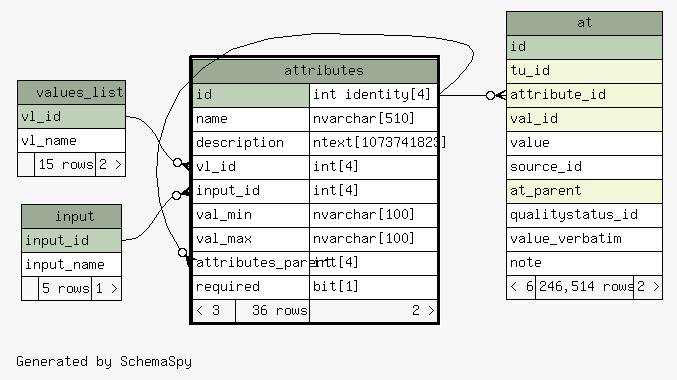 values_list
vl_id
vl_name
15 rows 2 >
input
input_id
input_name
5 rows 1 >
attributes
id int identity[4]
name nvarchar[510]
description ntext[1073741823]
vl_id int[4]
input_id int[4]
val_min nvarchar[100]
val_max nvarchar[100]
attributes_parent int[4]
required bit[1]
< 3 36 rows 2 >
at
id
tu_id
attribute_id
val_id
value
source_id
at_parent
qualitystatus_id
value_verbatim
note
< 6 246,514 rows 2 >
Generated by SchemaSpy